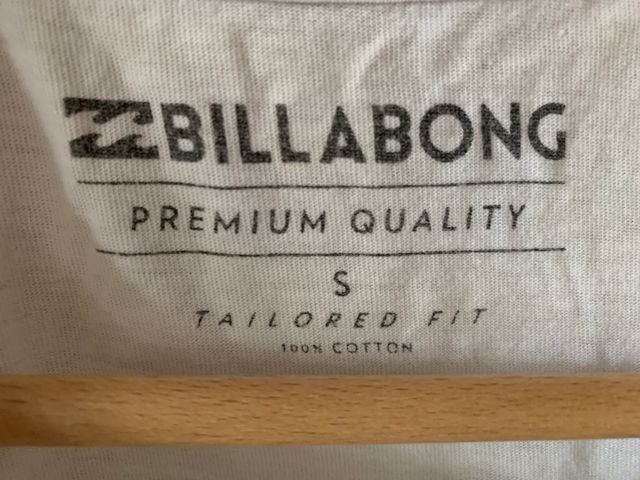 BILLABONG
PREMIUM QUALITY
S
TAILORED FIT
100% COTTON